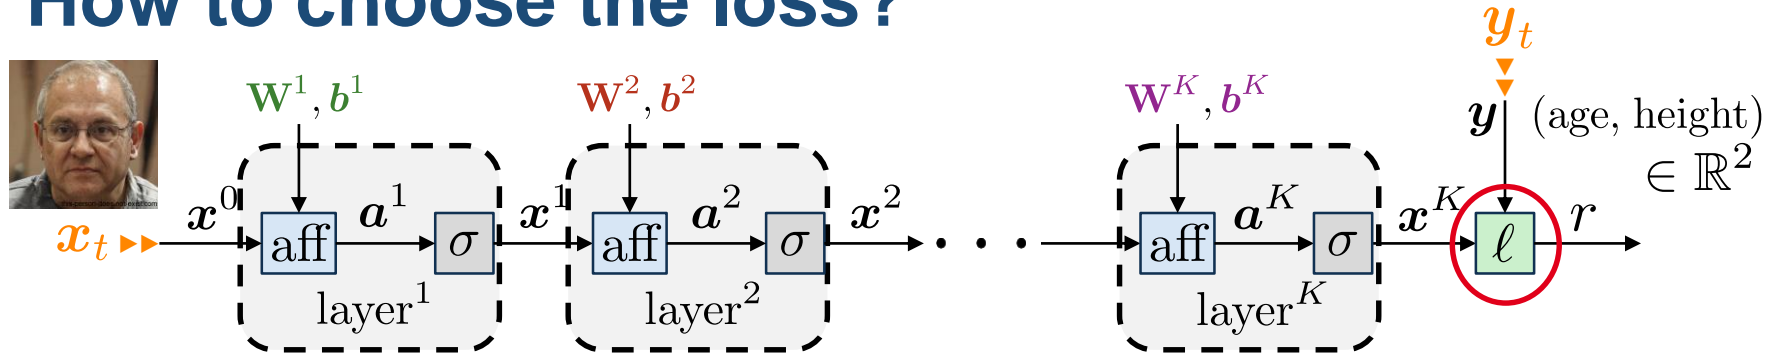 How to choose the loss?
y_t
W^1, b^1 W^2, b^2 W^K, b^K
y (age, height)
∈ ℝ^2
x_t x^0 aff a^1 σ x^1 aff a^2 σ x^2 · · · aff a^K σ x^K ℓ r
layer^1 layer^2 layer^K